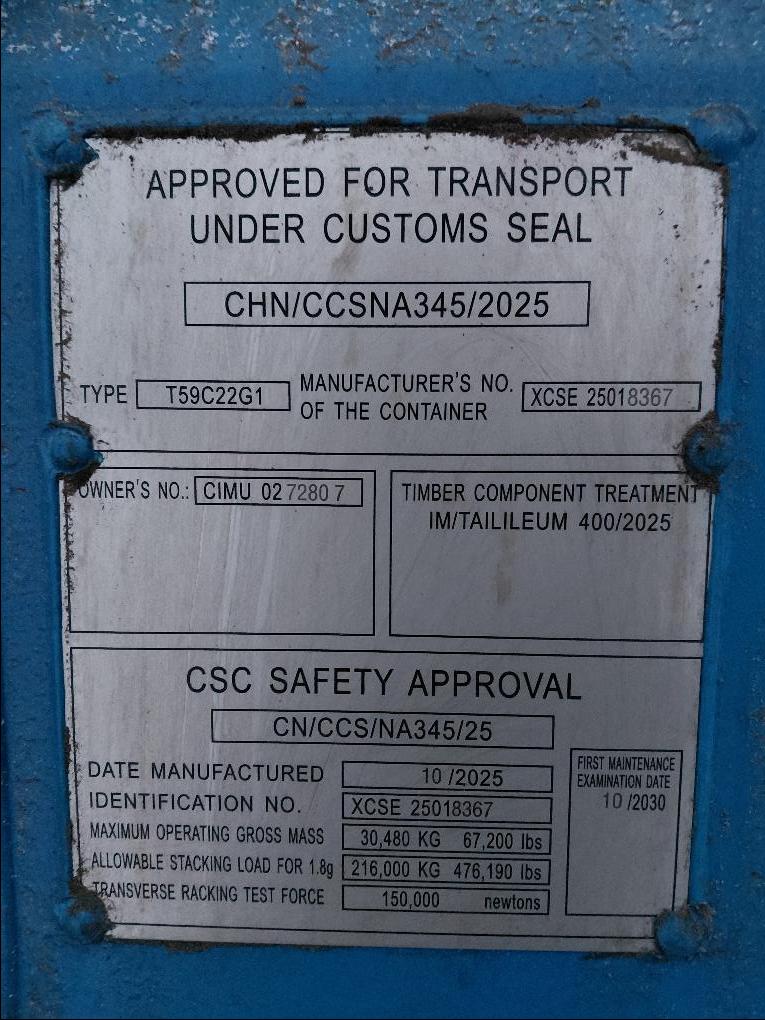 APPROVED FOR TRANSPORT
UNDER CUSTOMS SEAL
CHN/CCSNA345/2025
TYPE T59C22G1 MANUFACTURER'S NO.
OF THE CONTAINER XCSE 25018367
OWNER'S NO.: CIMU 027280 7
TIMBER COMPONENT TREATMENT
IM/TAILILEUM 400/2025
CSC SAFETY APPROVAL
CN/CCS/NA345/25
DATE MANUFACTURED 10/2025
IDENTIFICATION NO. XCSE 25018367
MAXIMUM OPERATING GROSS MASS 30,480 KG 67,200 lbs
ALLOWABLE STACKING LOAD FOR 1.8g 216,000 KG 476,190 lbs
TRANSVERSE RACKING TEST FORCE 150,000 newtons
FIRST MAINTENANCE
EXAMINATION DATE
10/2030